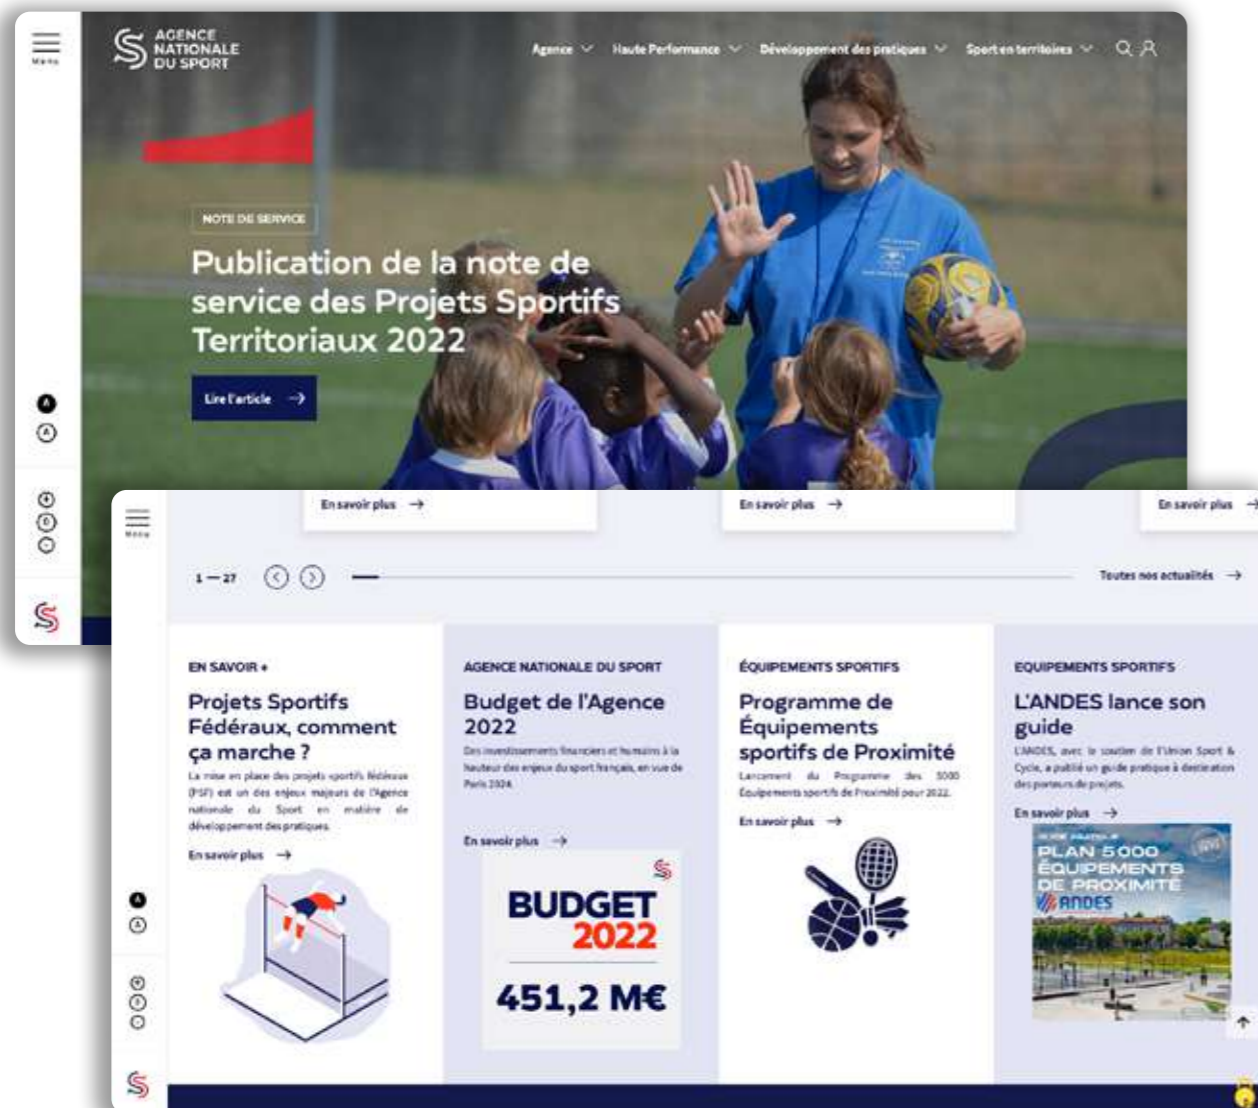 Menu
AGENCE
NATIONALE
DU SPORT
Agence
Haute Performance
Développement des pratiques
Sport en territoires
NOTE DE SERVICE
Publication de la note de
service des Projets Sportifs
Territoriaux 2022
Lire l'article →
A
A
Menu
En savoir plus →
En savoir plus →
En savoir plus →
1 — 27
Toutes nos actualités →
EN SAVOIR +
Projets Sportifs
Fédéraux, comment
ça marche ?
La mise en place des projets sportifs fédéraux
(PSF) est un des enjeux majeurs de l'Agence
nationale du Sport en matière de
développement des pratiques.
En savoir plus →
AGENCE NATIONALE DU SPORT
Budget de l'Agence
2022
Des investissements financiers et humains à la
hauteur des enjeux du sport français, en vue de
Paris 2024.
En savoir plus →
BUDGET
2022
451,2 M€
ÉQUIPEMENTS SPORTIFS
Programme de
Équipements
sportifs de Proximité
Lancement du Programme des 5000
Équipements sportifs de Proximité pour 2022.
En savoir plus →
EQUIPEMENTS SPORTIFS
L'ANDES lance son
guide
L'ANDES, avec le soutien de l'Union Sport &
Cycle, a publié un guide pratique à destination
des porteurs de projets.
En savoir plus →
GUIDE PRATIQUE
PLAN 5000
ÉQUIPEMENTS
DE PROXIMITÉ
ANDES
A
A